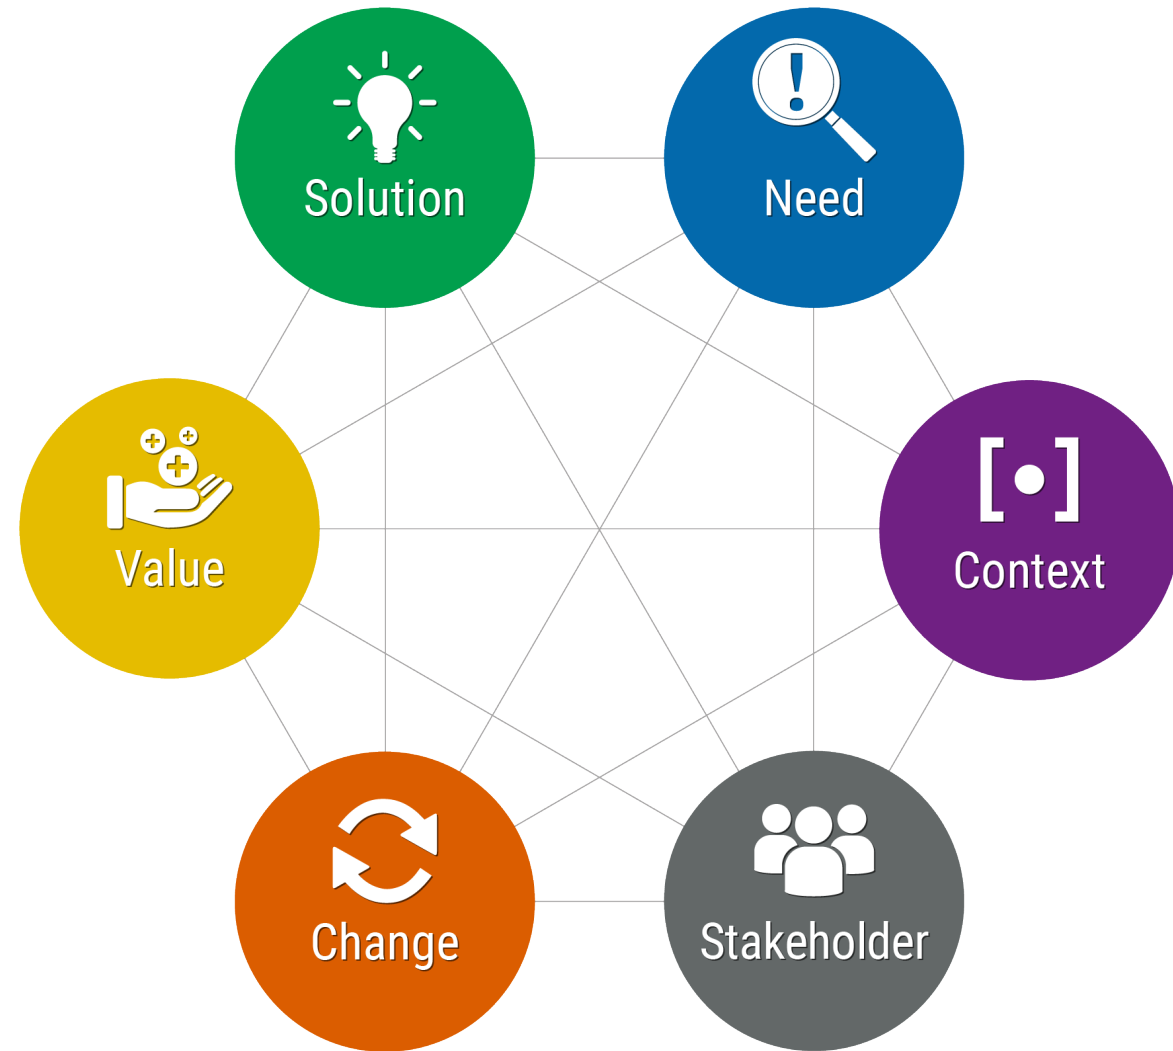 Solution
Need
Value
Context
Change
Stakeholder